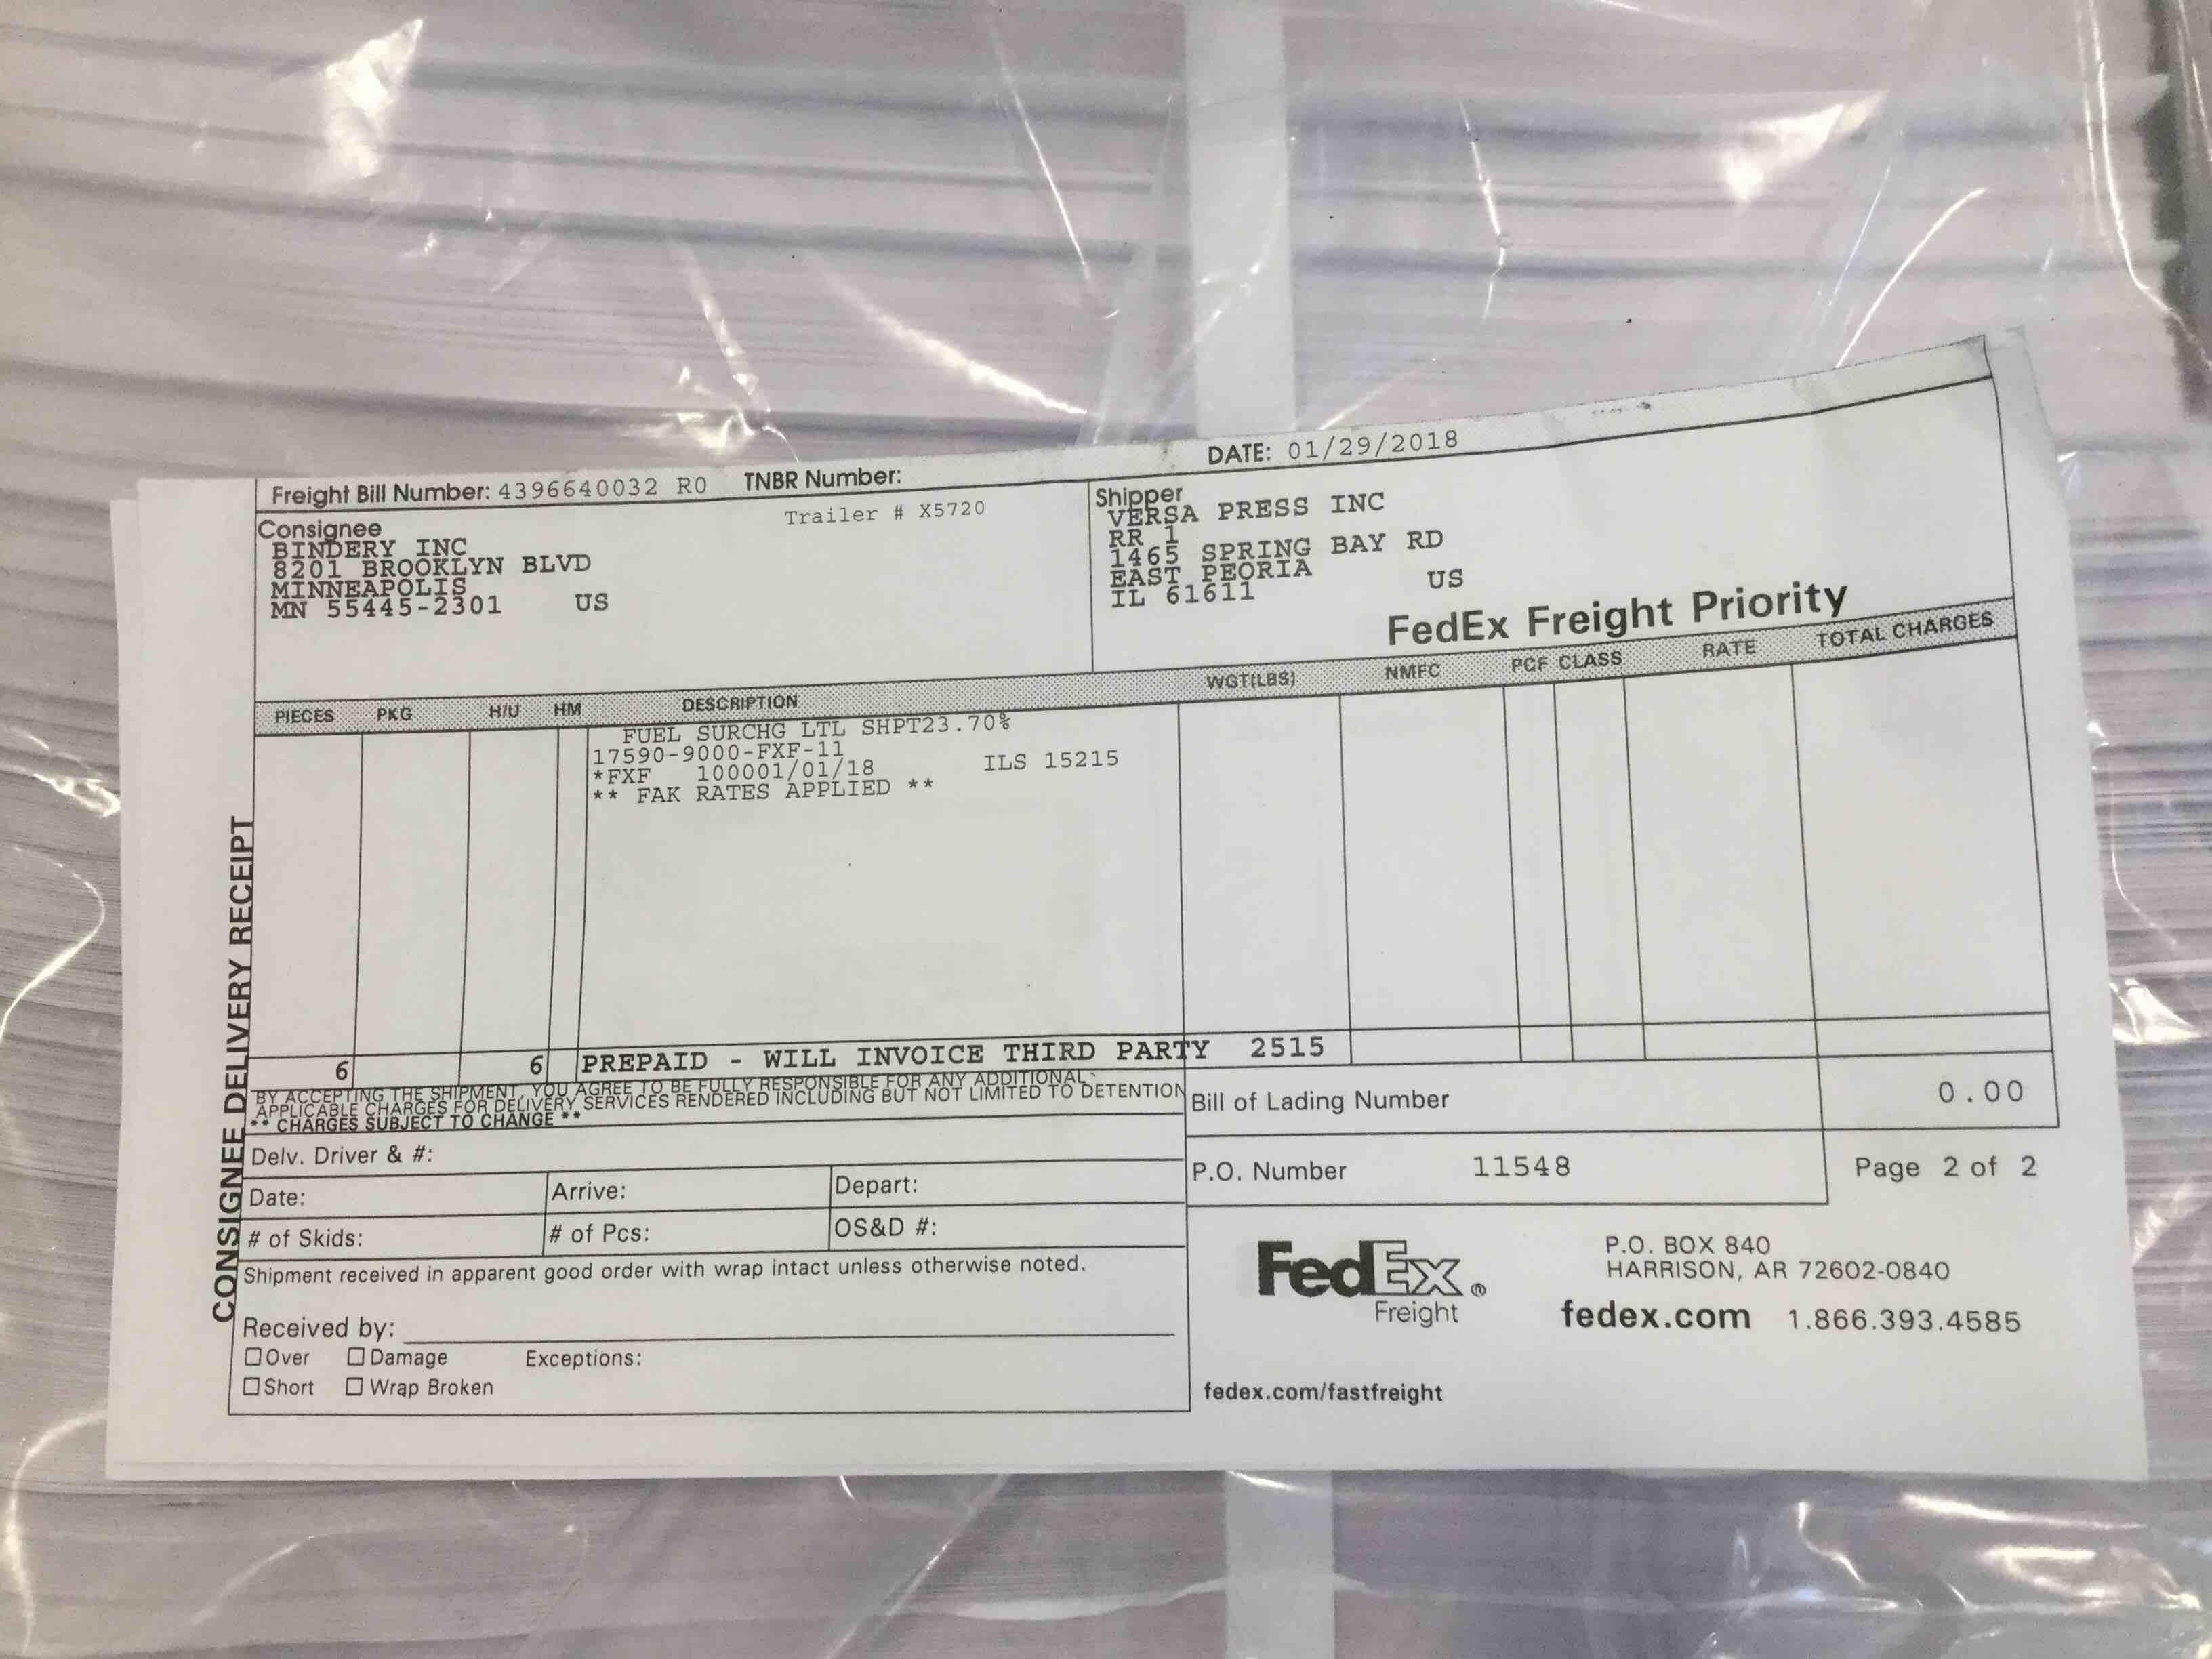 DATE: 01/29/2018
Freight Bill Number: 4396640032 R0 TNBR Number:
Trailer # X5720
Consignee
BINDERY INC
8201 BROOKLYN BLVD
MINNEAPOLIS
MN 55445-2301 US
Shipper
VERSA PRESS INC
RR 1
1465 SPRING BAY RD
EAST PEORIA US
IL 61611
FedEx Freight Priority
PIECES PKG H/U HM DESCRIPTION WGT(LBS) NMFC PCF CLASS RATE TOTAL CHARGES
FUEL SURCHG LTL SHPT23.70%
17590-9000-FXF-11
*FXF 100001/01/18 ILS 15215
** FAK RATES APPLIED **
6 6 PREPAID - WILL INVOICE THIRD PARTY 2515
BY ACCEPTING THE SHIPMENT, YOU AGREE TO BE FULLY RESPONSIBLE FOR ANY ADDITIONAL
APPLICABLE CHARGES FOR DELIVERY SERVICES RENDERED INCLUDING BUT NOT LIMITED TO DETENTION
** CHARGES SUBJECT TO CHANGE **
Bill of Lading Number 0.00
Delv. Driver & #:
P.O. Number 11548 Page 2 of 2
Date: Arrive: Depart:
# of Skids: # of Pcs: OS&D #:
Shipment received in apparent good order with wrap intact unless otherwise noted.
Received by:
Over Damage Exceptions:
Short Wrap Broken
FedEx®
Freight
P.O. BOX 840
HARRISON, AR 72602-0840
fedex.com 1.866.393.4585
fedex.com/fastfreight
CONSIGNEE DELIVERY RECEIPT